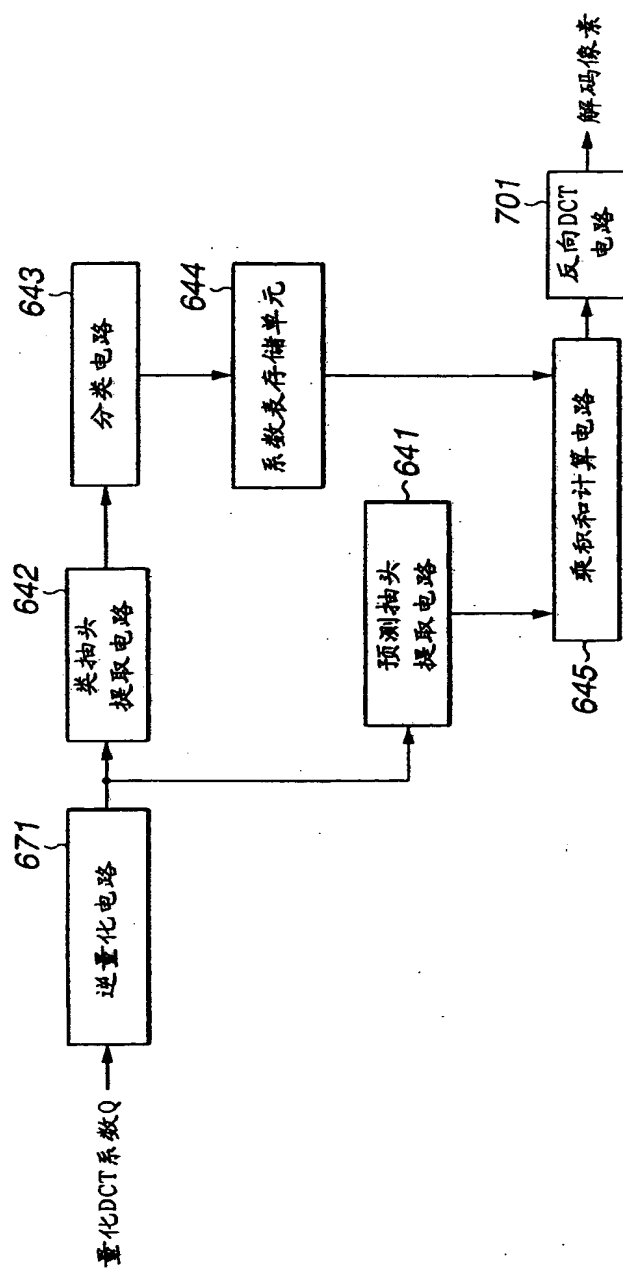 量化DCT系数Q
671
逆量化电路
642
类抽头
提取电路
643
分类电路
644
系数表存储单元
641
预测抽头
提取电路
645
乘积和计算电路
701
反向DCT
电路
解码像素